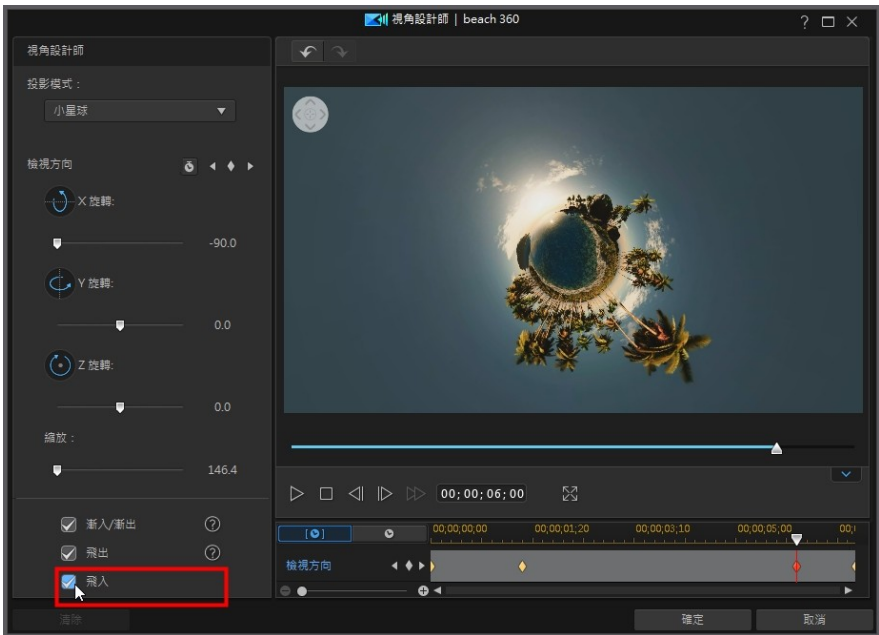 視角設計師 | beach 360
?
視角設計師
投影模式：
小星球
檢視方向
X 旋轉:
-90.0
Y 旋轉:
0.0
Z 旋轉:
0.0
縮放：
146.4
漸入/漸出 ?
飛出 ?
飛入
清除
00;00;06;00
00;00;00;00 00;00;01;20 00;00;03;10 00;00;05;00 00;
檢視方向
確定 取消